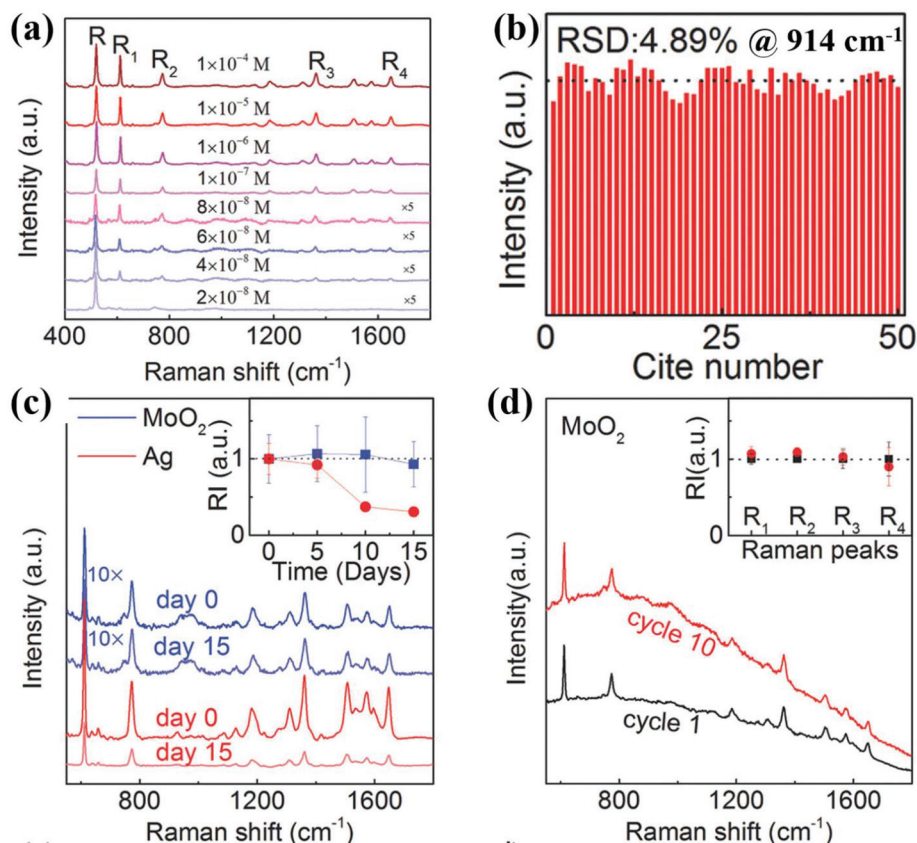 (a)
R R₁ R₂ R₃ R₄
1×10⁻⁴ M
1×10⁻⁵ M
1×10⁻⁶ M
1×10⁻⁷ M
8×10⁻⁸ M ×5
6×10⁻⁸ M ×5
4×10⁻⁸ M ×5
2×10⁻⁸ M ×5
Intensity (a.u.)
400 800 1200 1600
Raman shift (cm⁻¹)
(b)
RSD:4.89% @ 914 cm⁻¹
Intensity (a.u.)
0 25 50
Cite number
(c)
MoO₂
Ag
RI (a.u.)
1
0
0 5 10 15
Time (Days)
10×
day 0
10×
day 15
day 0
day 15
Intensity (a.u.)
800 1200 1600
Raman shift (cm⁻¹)
(d)
MoO₂
RI(a.u.)
1
0
R₁ R₂ R₃ R₄
Raman peaks
cycle 10
cycle 1
Intensity(a.u.)
800 1200 1600
Raman shift (cm⁻¹)